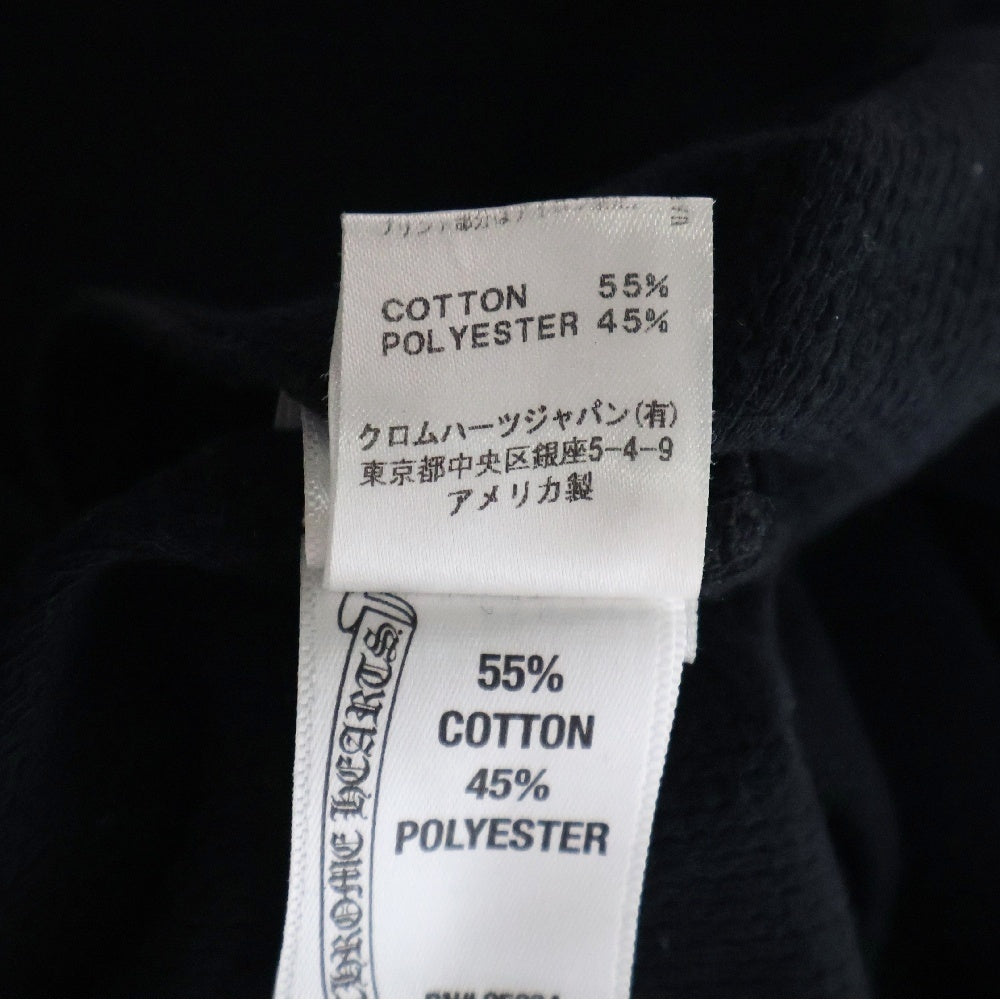 COTTON 55%
POLYESTER 45%
クロムハーツジャパン(有)
東京都中央区銀座5-4-9
アメリカ製
CHROME HEARTS
55%
COTTON
45%
POLYESTER